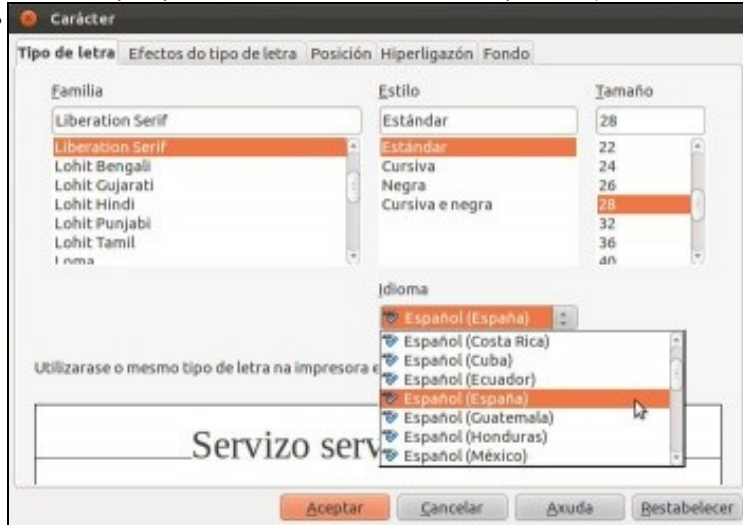 Carácter
Tipo de letra Efectos do tipo de letra Posición Hiperligazón Fondo
Familia Estilo Tamaño
Liberation Serif Estándar 28
Liberation Serif Estándar 22
Lohit Bengali Cursiva 24
Lohit Gujarati Negra 26
Lohit Hindi Cursiva e negra 28
Lohit Punjabi 32
Lohit Tamil 36
Loma 40
Idioma
Español (España)
Español (Costa Rica)
Español (Cuba)
Utilizarase o mesmo tipo de letra na impresora e
Español (Ecuador)
Español (España)
Español (Guatemala)
Español (Honduras)
Servizo serv
Español (México)
Aceptar Cancelar Axuda Restabelecer